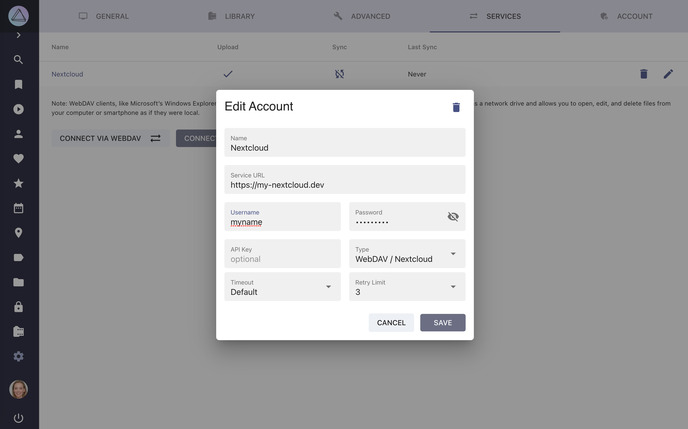 GENERAL LIBRARY ADVANCED SERVICES ACCOUNT
Name Upload Sync Last Sync
Nextcloud Never
Note: WebDAV clients, like Microsoft's Windows Explorer s a network drive and allows you to open, edit, and delete files from
your computer or smartphone as if they were local.
CONNECT VIA WEBDAV CONNECT
Edit Account
Name
Nextcloud
Service URL
https://my-nextcloud.dev
Username Password
myname •••••••••
API Key Type
optional WebDAV / Nextcloud
Timeout Retry Limit
Default 3
CANCEL SAVE